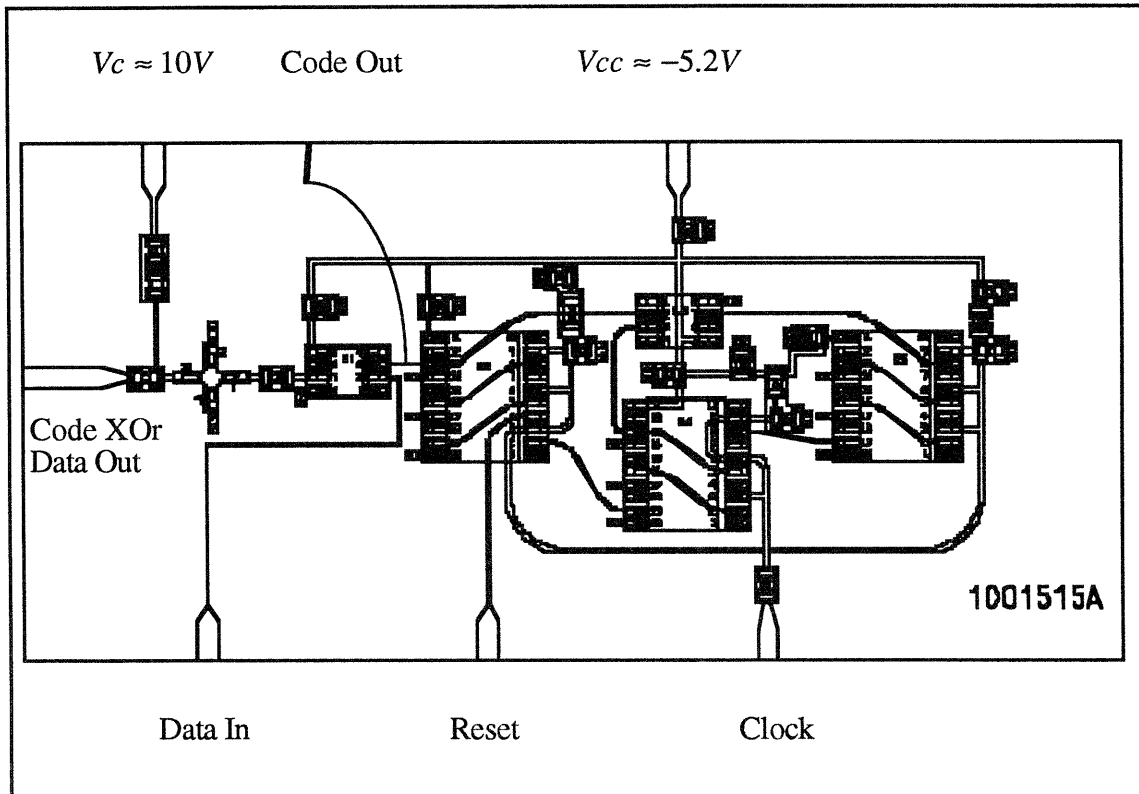 Vc ≈ 10V Code Out Vcc ≈ −5.2V
Code XOr
Data Out
1001515A
Data In Reset Clock